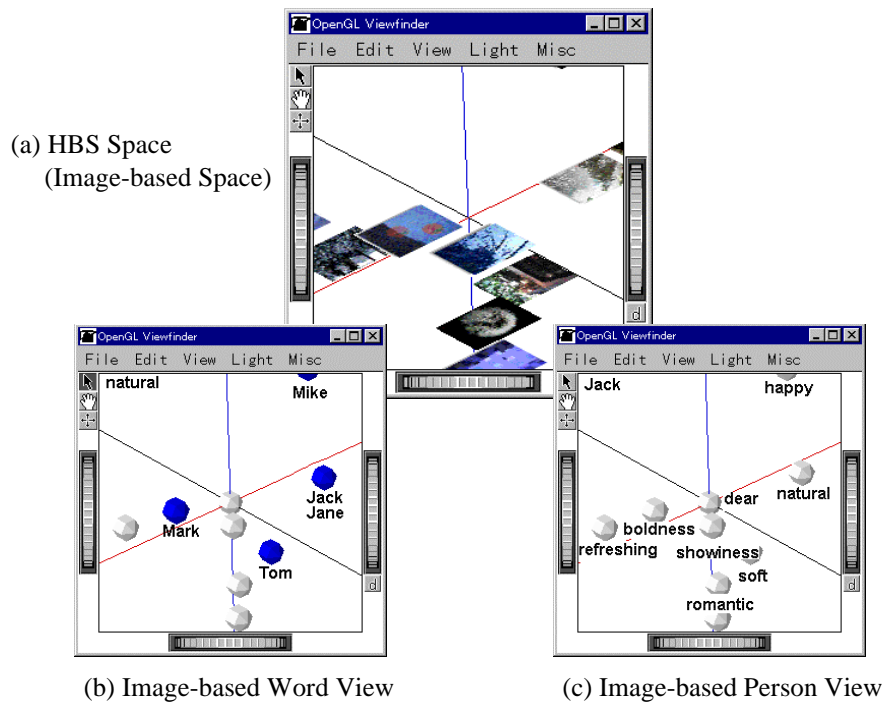 OpenGL Viewfinder
File Edit View Light Misc
(a) HBS Space
(Image-based Space)
d
OpenGL Viewfinder
File Edit View Light Misc
natural
Mike
Jack
Jane
Mark
Tom
d
OpenGL Viewfinder
File Edit View Light Misc
Jack
happy
natural
dear
boldness
refreshing
showiness
soft
romantic
d
(b) Image-based Word View
(c) Image-based Person View